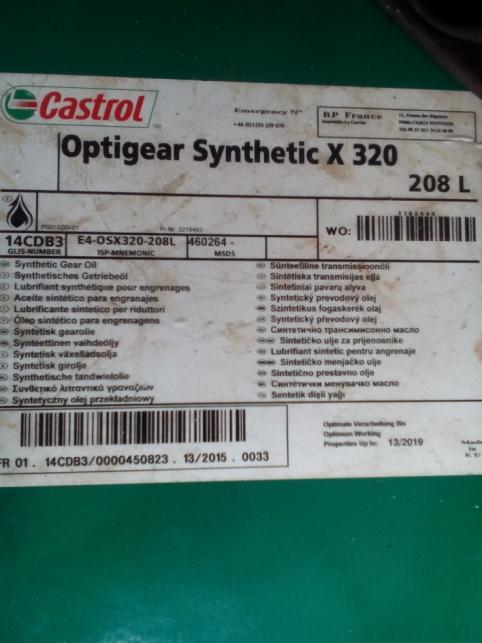 Castrol
Emergency N°
BP France
Optigear Synthetic X 320
208 L
WO:
14CDB3
E4-OSX320-208L
460264 -
GLIS-NUMBER
ISP-MNEMONIC
MSDS
Synthetic Gear Oil
Synthetisches Getriebeöl
Lubrifiant synthétique pour engrenages
Aceite sintético para engranajes
Lubrificante sintetico per riduttori
Óleo sintético para engrenagens
Syntetisk gearolie
Synteettinen vaihdeöljy
Syntetisk växellådsolja
Syntetisk girolje
Synthetische tandwielolie
Συνθετικό λιπαντικό γραναζιών
Syntetyczny olej przekładniowy
Sünteetiline transmissiooniõli
Sintētiska transmisijas eļļa
Sintetiniai pavarų alyva
Syntetický prevodový olej
Szintetikus fogaskerék olaj
Syntetický převodový olej
Синтетично трансмисионно масло
Sintetičko ulje za prijenosnike
Lubrifiant sintetic pentru angrenaje
Sintetičko menjačko ulje
Sintetično prestavno olje
Синтетички менувачко масло
Sentetik dişli yağı
FR 01 . 14CDB3/0000450823 . 13/2015 . 0033
Optimale Verarbeitung Bis
Optimum Working
Properties Up to: 13/2019